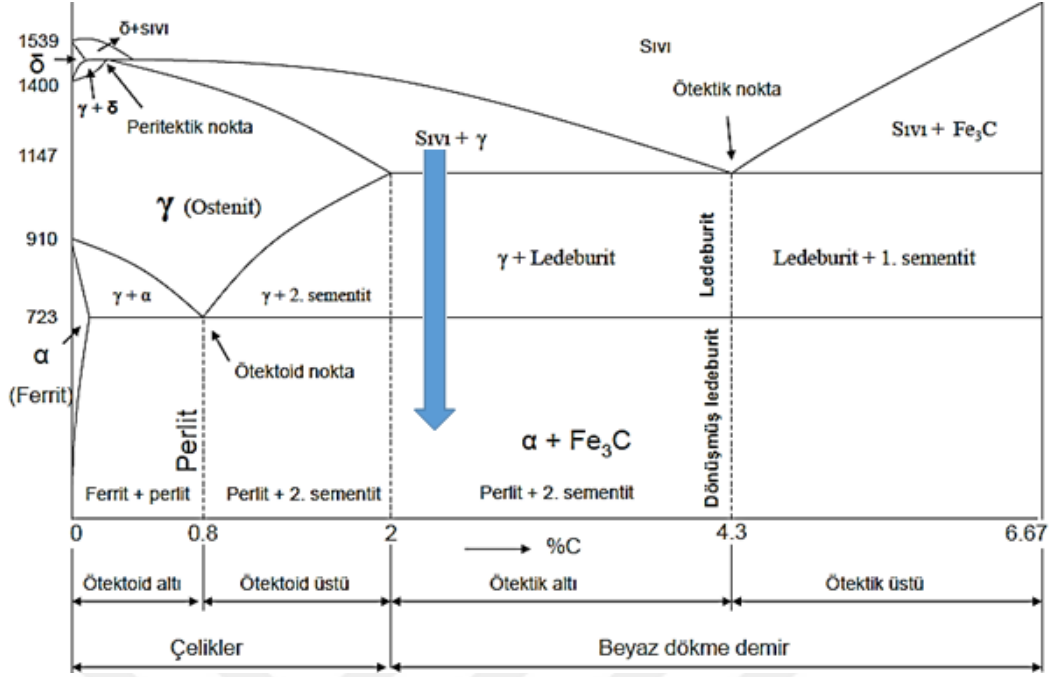 δ+sıvı
1539
Sıvı
δ
Ötektik nokta
1400
γ + δ
Peritektik nokta
Sıvı + γ
Sıvı + Fe₃C
1147
γ (Ostenit)
Ledeburit
910
γ + Ledeburit
Ledeburit + 1. sementit
γ + α
γ + 2. sementit
723
α
(Ferrit)
Ötektoid nokta
Perlit
α + Fe₃C
Dönüşmüş ledeburit
Ferrit + perlit
Perlit + 2. sementit
Perlit + 2. sementit
0
0.8
2
4.3
6.67
%C
Ötektoid altı
Ötektoid üstü
Ötektik altı
Ötektik üstü
Çelikler
Beyaz dökme demir